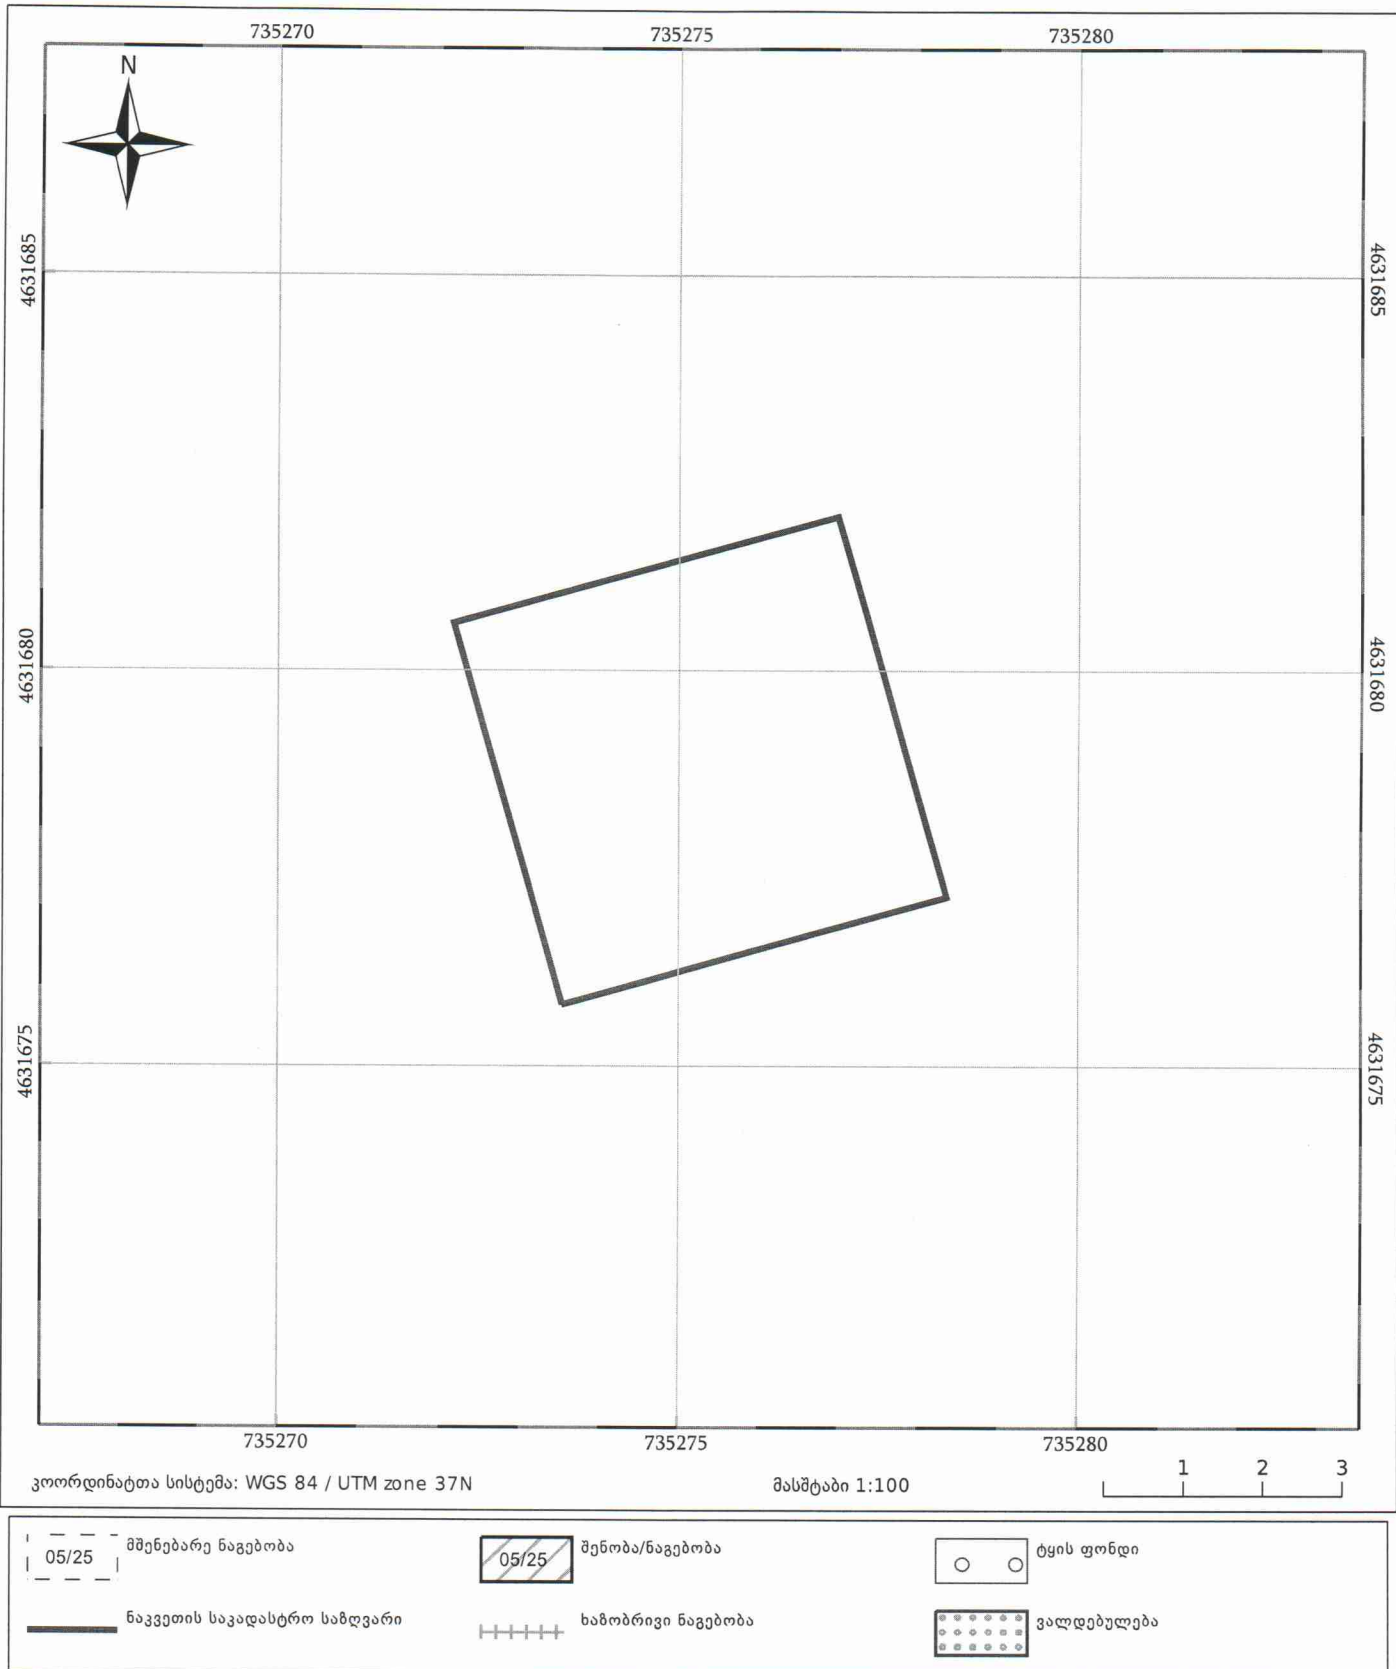 735270 735275 735280
N
4631685 4631685
4631680 4631680
4631675 4631675
735270 735275 735280
კოორდინატთა სისტემა: WGS 84 / UTM zone 37N მასშტაბი 1:100 1 2 3
05/25 მშენებარე ნაგებობა 05/25 შენობა/ნაგებობა ტყის ფონდი
ნაკვეთის საკადასტრო საზღვარი ხაზობრივი ნაგებობა ვალდებულება